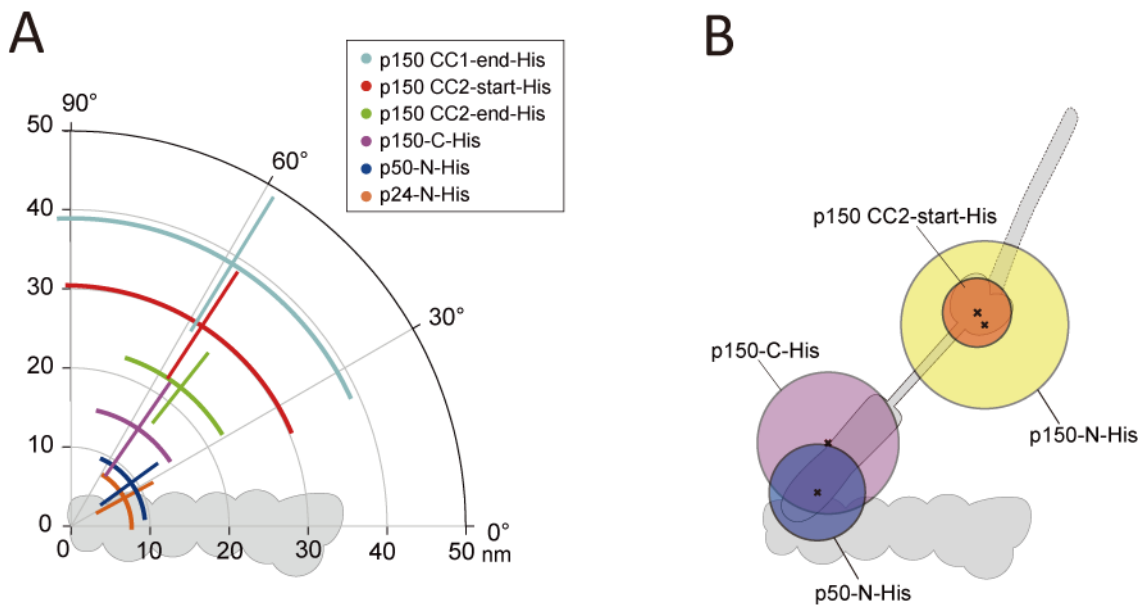 A
p150 CC1-end-His
p150 CC2-start-His
p150 CC2-end-His
p150-C-His
p50-N-His
p24-N-His
90°
60°
30°
0°
50
40
30
20
10
0
0
10
20
30
40
50
nm
B
p150 CC2-start-His
p150-C-His
p150-N-His
p50-N-His